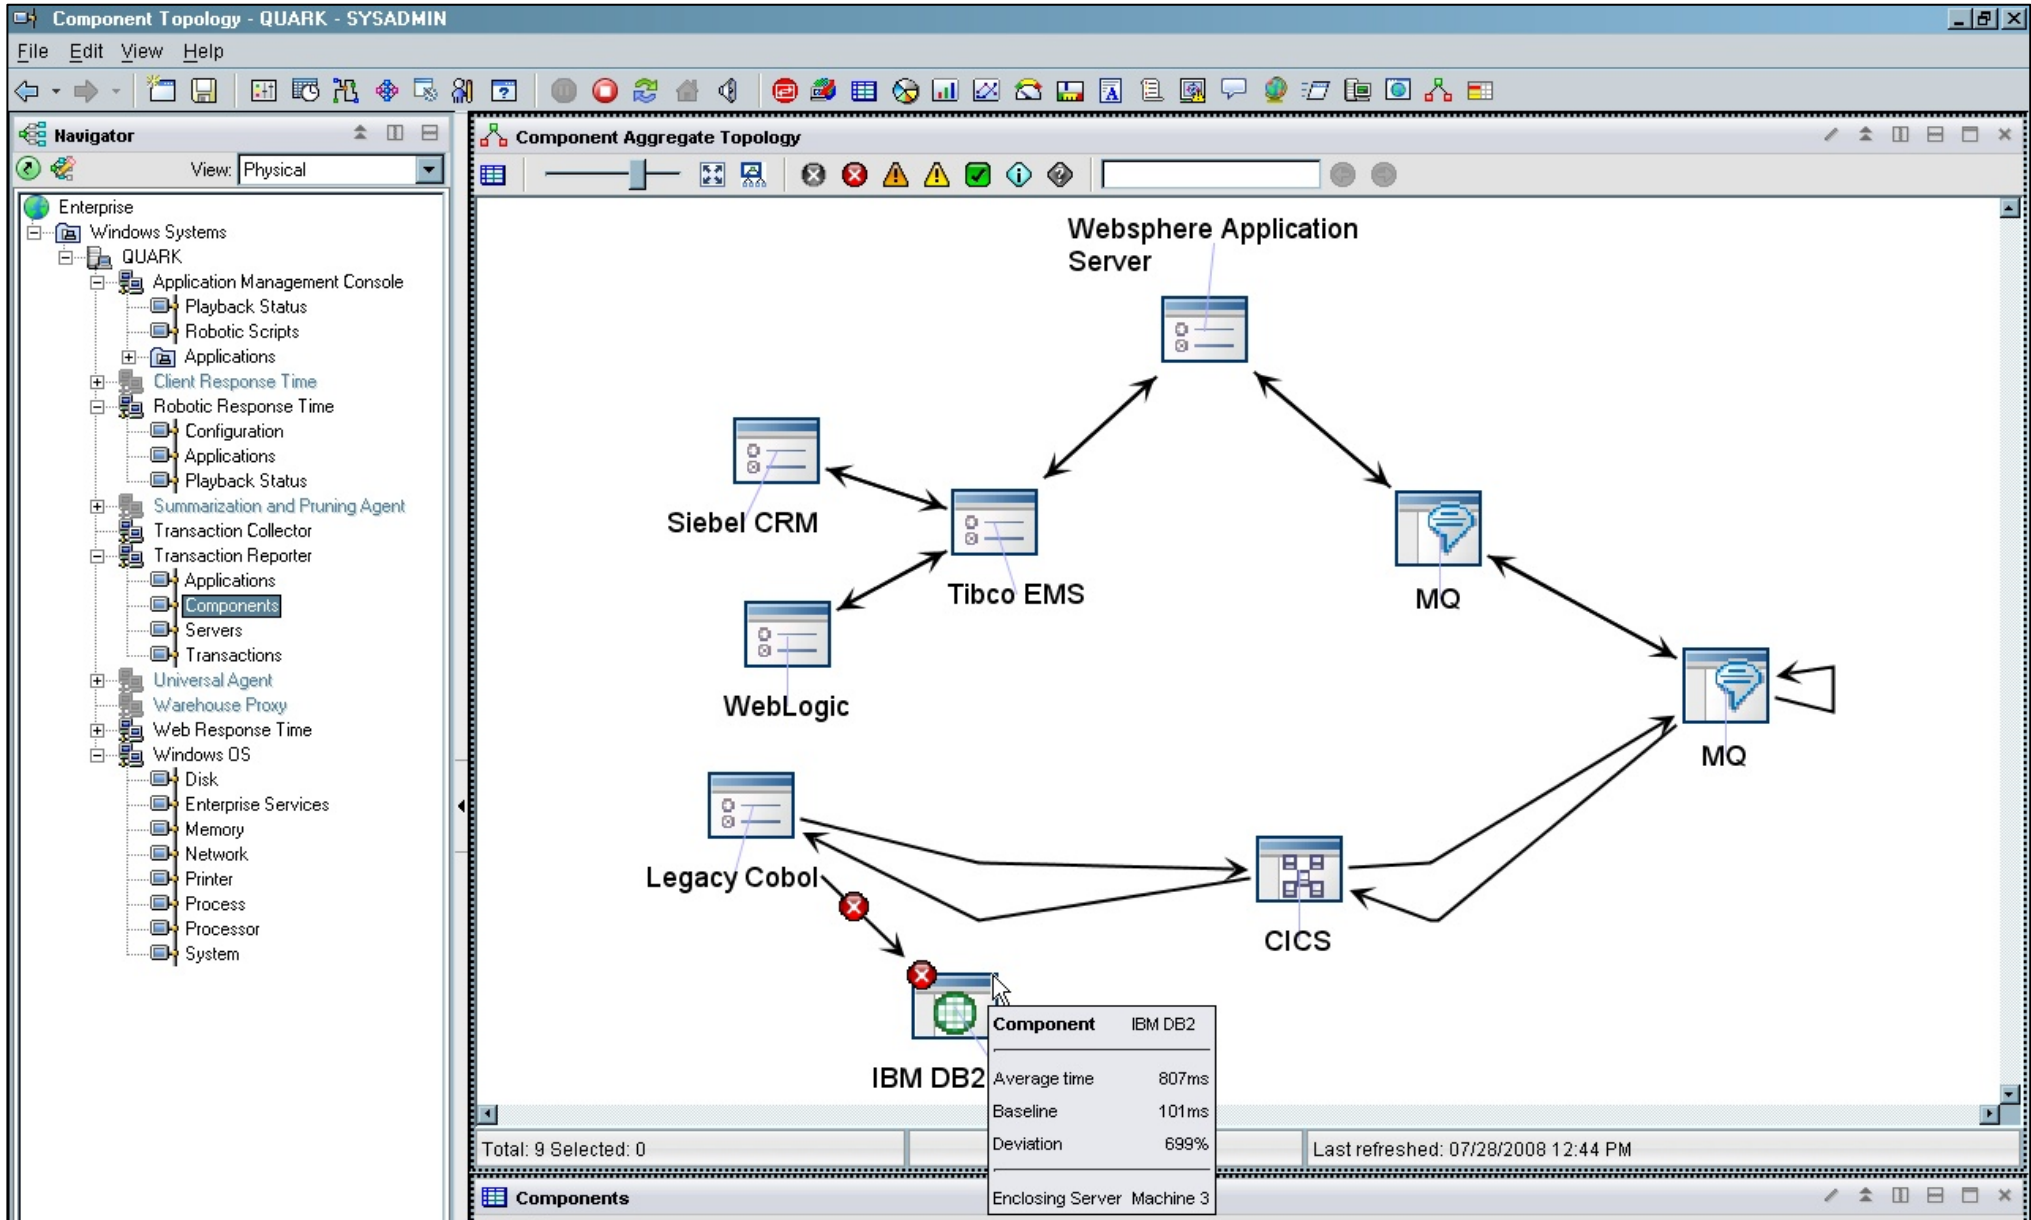 Component Topology - QUARK - SYSADMIN
File Edit View Help
Navigator
View: Physical
Enterprise
Windows Systems
QUARK
Application Management Console
Playback Status
Robotic Scripts
Applications
Client Response Time
Robotic Response Time
Configuration
Applications
Playback Status
Summarization and Pruning Agent
Transaction Collector
Transaction Reporter
Applications
Components
Servers
Transactions
Universal Agent
Warehouse Proxy
Web Response Time
Windows OS
Disk
Enterprise Services
Memory
Network
Printer
Process
Processor
System
Component Aggregate Topology
Websphere Application
Server
Siebel CRM
Tibco EMS
MQ
WebLogic
MQ
Legacy Cobol
CICS
IBM DB2
Component IBM DB2
Average time 807ms
Baseline 101ms
Deviation 699%
Enclosing Server Machine 3
Total: 9 Selected: 0
Last refreshed: 07/28/2008 12:44 PM
Components